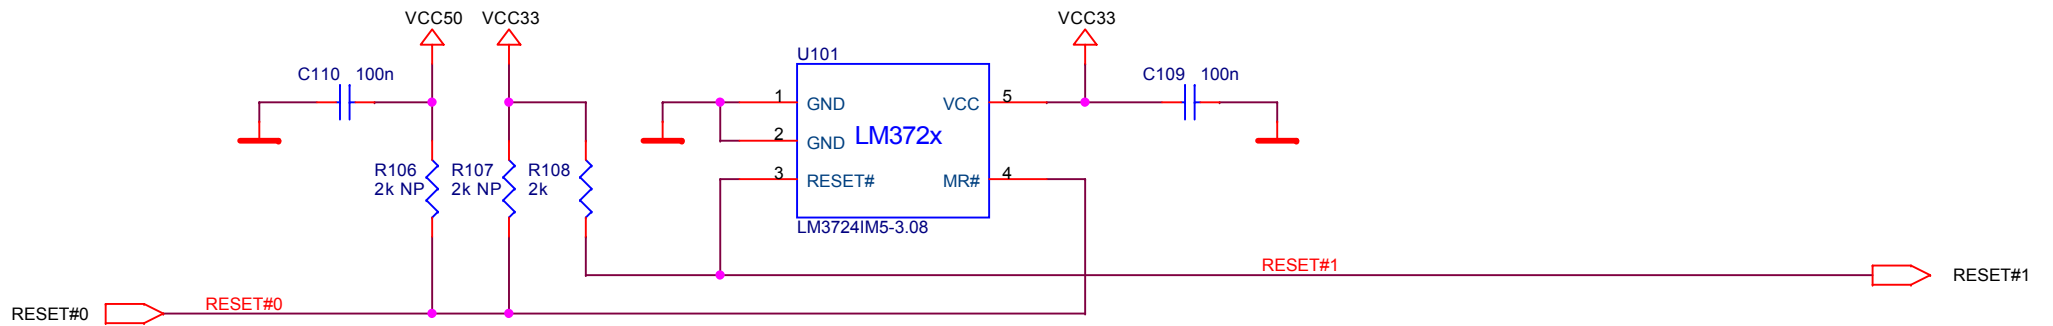 VCC50
VCC33
VCC33
U101
C110 100n
C109 100n
1
GND
VCC
5
2
GND
LM372x
R106
2k NP
R107
2k NP
R108
2k
3
RESET#
MR#
4
LM3724IM5-3.08
RESET#1
RESET#1
RESET#0
RESET#0